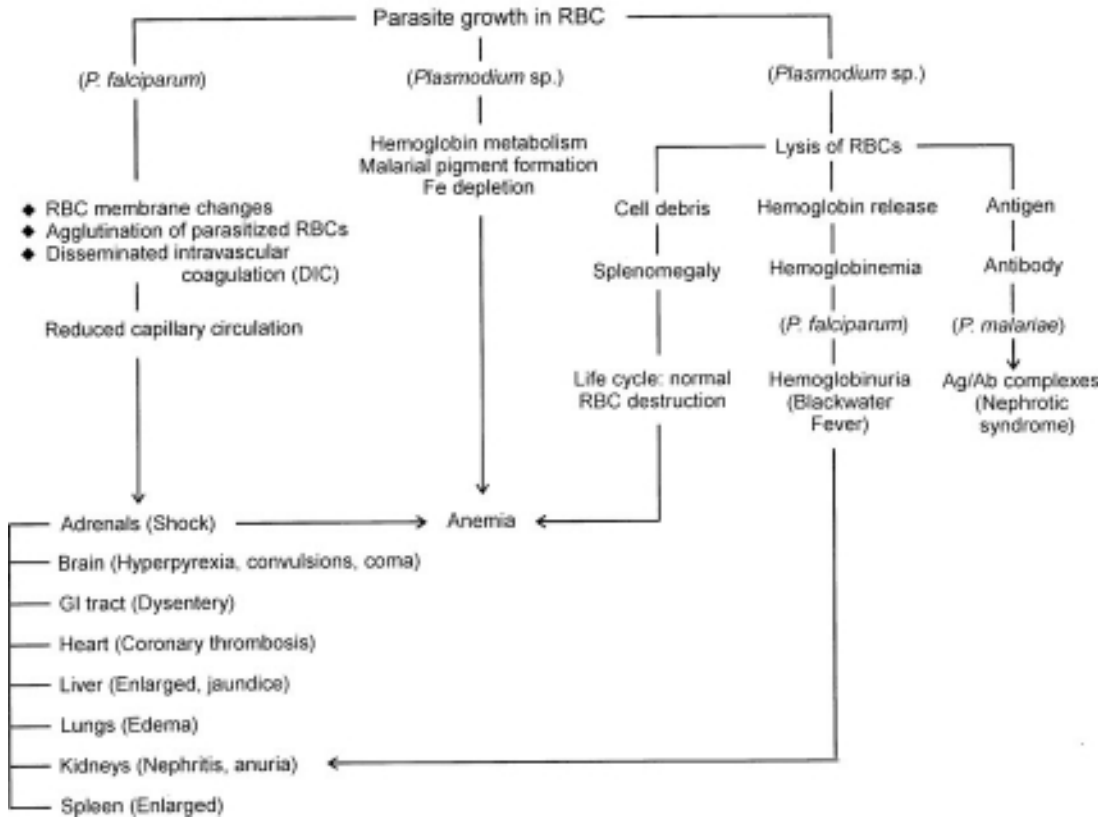 Parasite growth in RBC
(P. falciparum)
(Plasmodium sp.)
(Plasmodium sp.)
Hemoglobin metabolism
Malarial pigment formation
Fe depletion
Lysis of RBCs
◆ RBC membrane changes
◆ Agglutination of parasitized RBCs
◆ Disseminated intravascular
coagulation (DIC)
Reduced capillary circulation
Cell debris
Splenomegaly
Life cycle: normal
RBC destruction
Hemoglobin release
Hemoglobinemia
(P. falciparum)
Hemoglobinuria
(Blackwater
Fever)
Antigen
Antibody
(P. malariae)
Ag/Ab complexes
(Nephrotic
syndrome)
Adrenals (Shock)
Anemia
Brain (Hyperpyrexia, convulsions, coma)
GI tract (Dysentery)
Heart (Coronary thrombosis)
Liver (Enlarged, jaundice)
Lungs (Edema)
Kidneys (Nephritis, anuria)
Spleen (Enlarged)